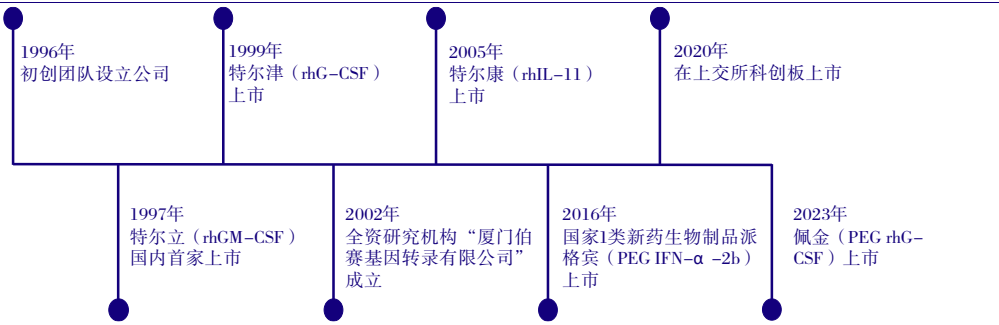 1996年
初创团队设立公司
1999年
特尔津（rhG-CSF）
上市
2005年
特尔康（rhIL-11）
上市
2020年
在上交所科创板上市
1997年
特尔立（rhGM-CSF）
国内首家上市
2002年
全资研究机构“厦门伯
赛基因转录有限公司”
成立
2016年
国家1类新药生物制品派
格宾（PEG IFN-α -2b）
上市
2023年
佩金（PEG rhG-
CSF）上市